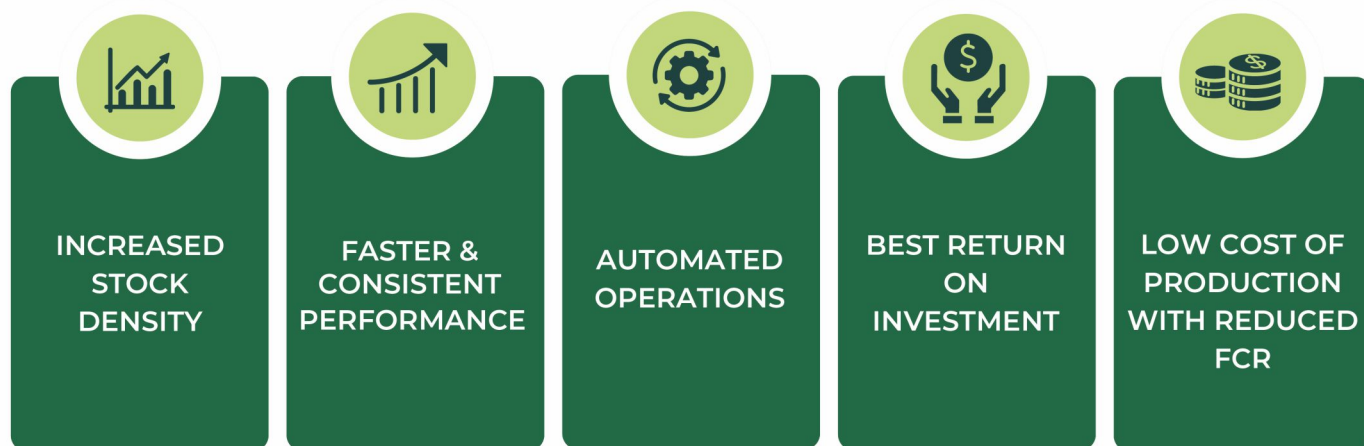 INCREASED
STOCK
DENSITY
FASTER &
CONSISTENT
PERFORMANCE
AUTOMATED
OPERATIONS
BEST RETURN
ON
INVESTMENT
LOW COST OF
PRODUCTION
WITH REDUCED
FCR